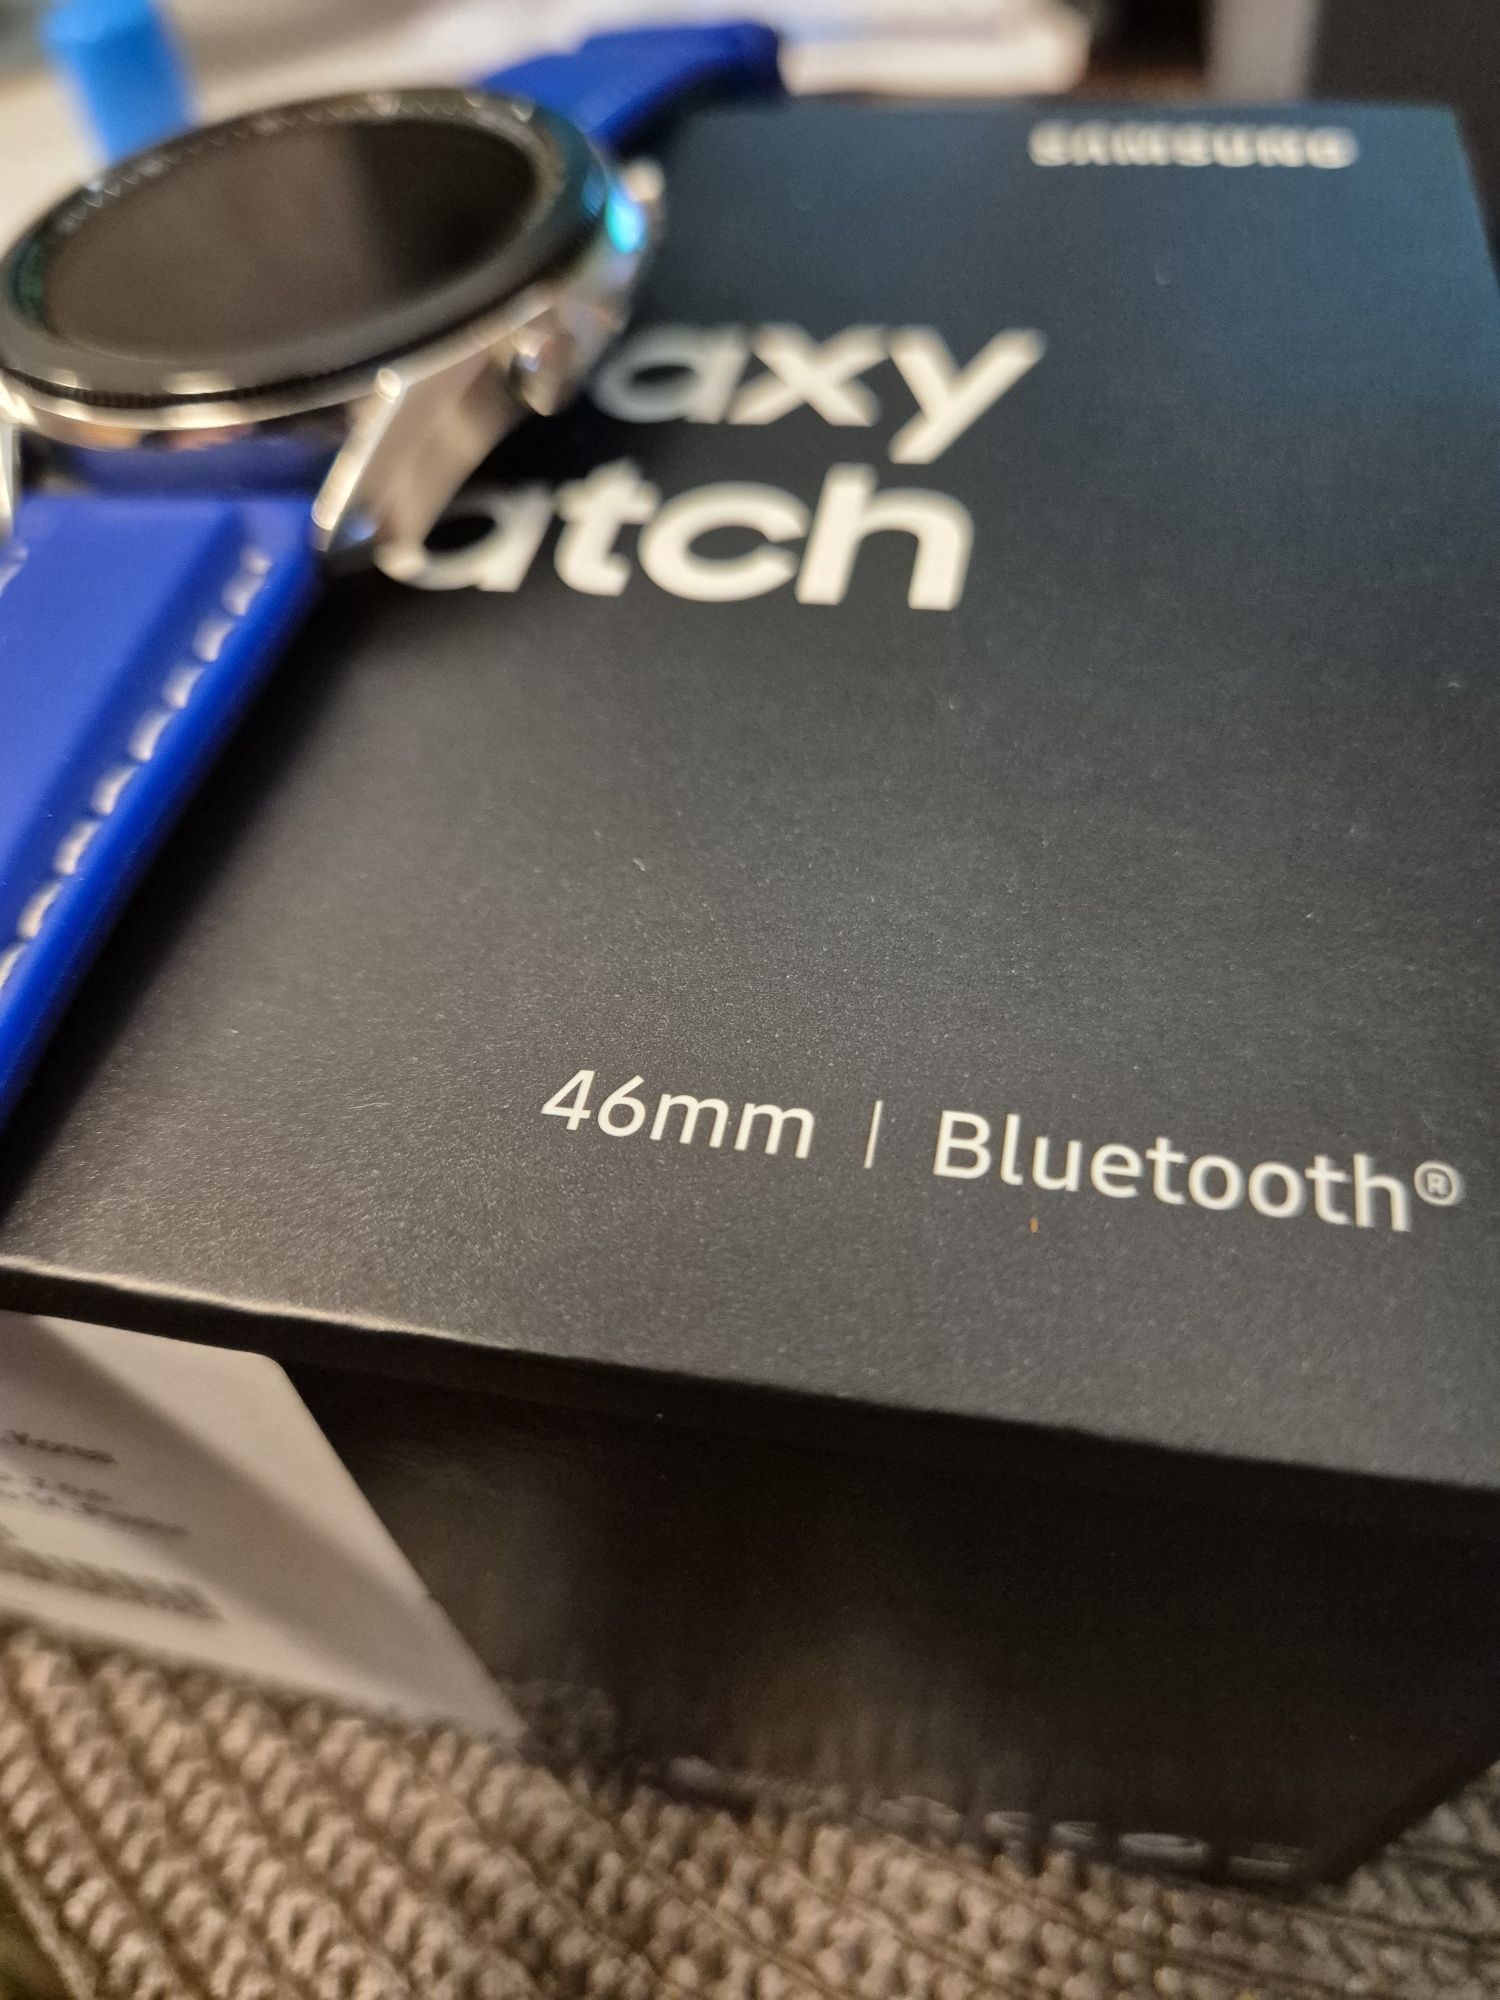 SAMSUNG
axy
atch
46mm | Bluetooth®